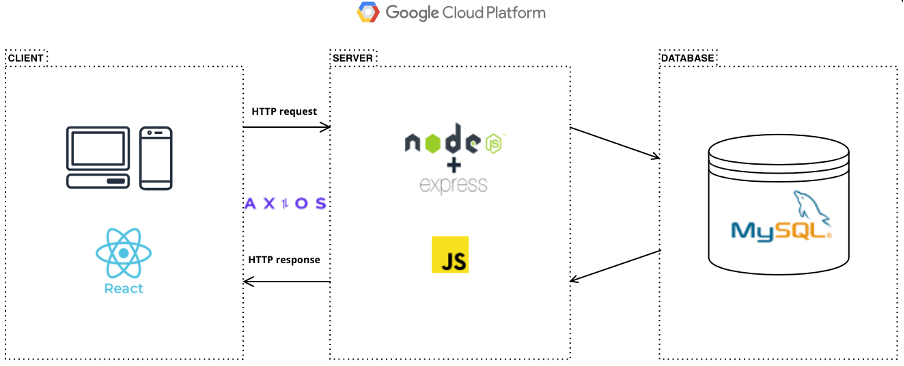 Google Cloud Platform
CLIENT
SERVER
DATABASE
HTTP request
AXIOS
HTTP response
React
node
JS
+
express
JS
MySQL®